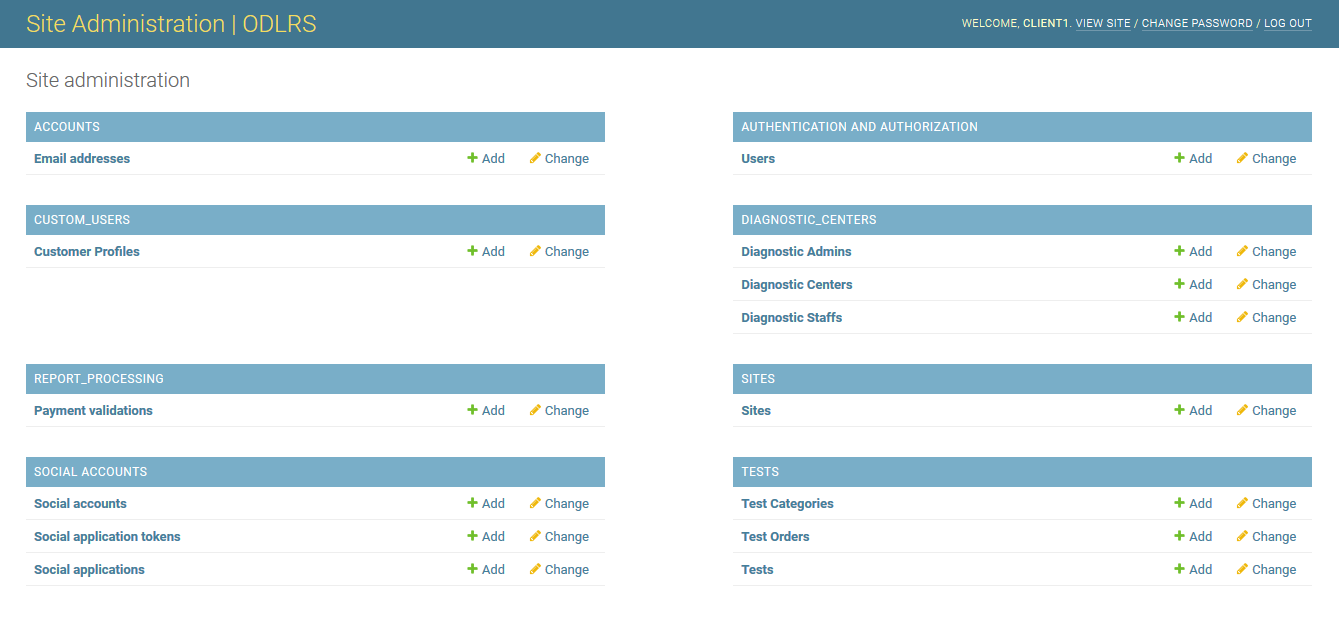 Site Administration | ODLRS
WELCOME, CLIENT1. VIEW SITE / CHANGE PASSWORD / LOG OUT
Site administration
ACCOUNTS
Email addresses Add Change
AUTHENTICATION AND AUTHORIZATION
Users Add Change
CUSTOM_USERS
Customer Profiles Add Change
DIAGNOSTIC_CENTERS
Diagnostic Admins Add Change
Diagnostic Centers Add Change
Diagnostic Staffs Add Change
REPORT_PROCESSING
Payment validations Add Change
SITES
Sites Add Change
SOCIAL ACCOUNTS
Social accounts Add Change
Social application tokens Add Change
Social applications Add Change
TESTS
Test Categories Add Change
Test Orders Add Change
Tests Add Change